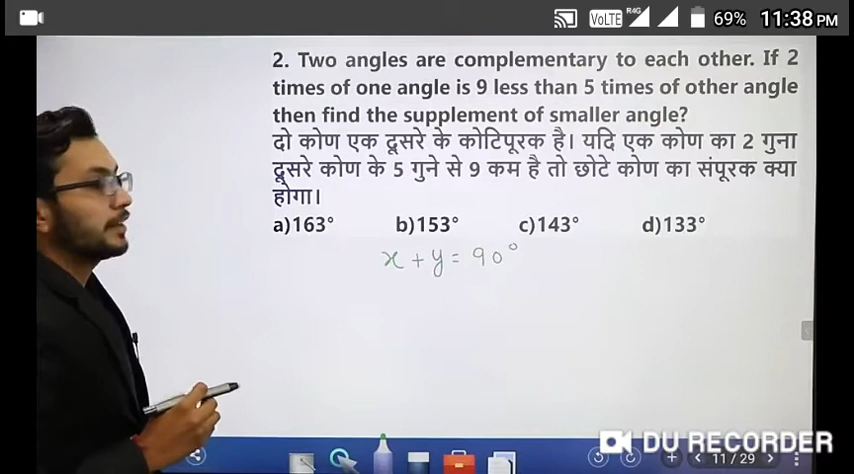 VoLTE R4G 69% 11:38 PM
2. Two angles are complementary to each other. If 2
times of one angle is 9 less than 5 times of other angle
then find the supplement of smaller angle?
दो कोण एक दूसरे के कोटिपूरक है। यदि एक कोण का 2 गुना
दूसरे कोण के 5 गुने से 9 कम है तो छोटे कोण का संपूरक क्या
होगा।
a)163° b)153° c)143° d)133°
x + y = 90°
DU RECORDER
11 / 29